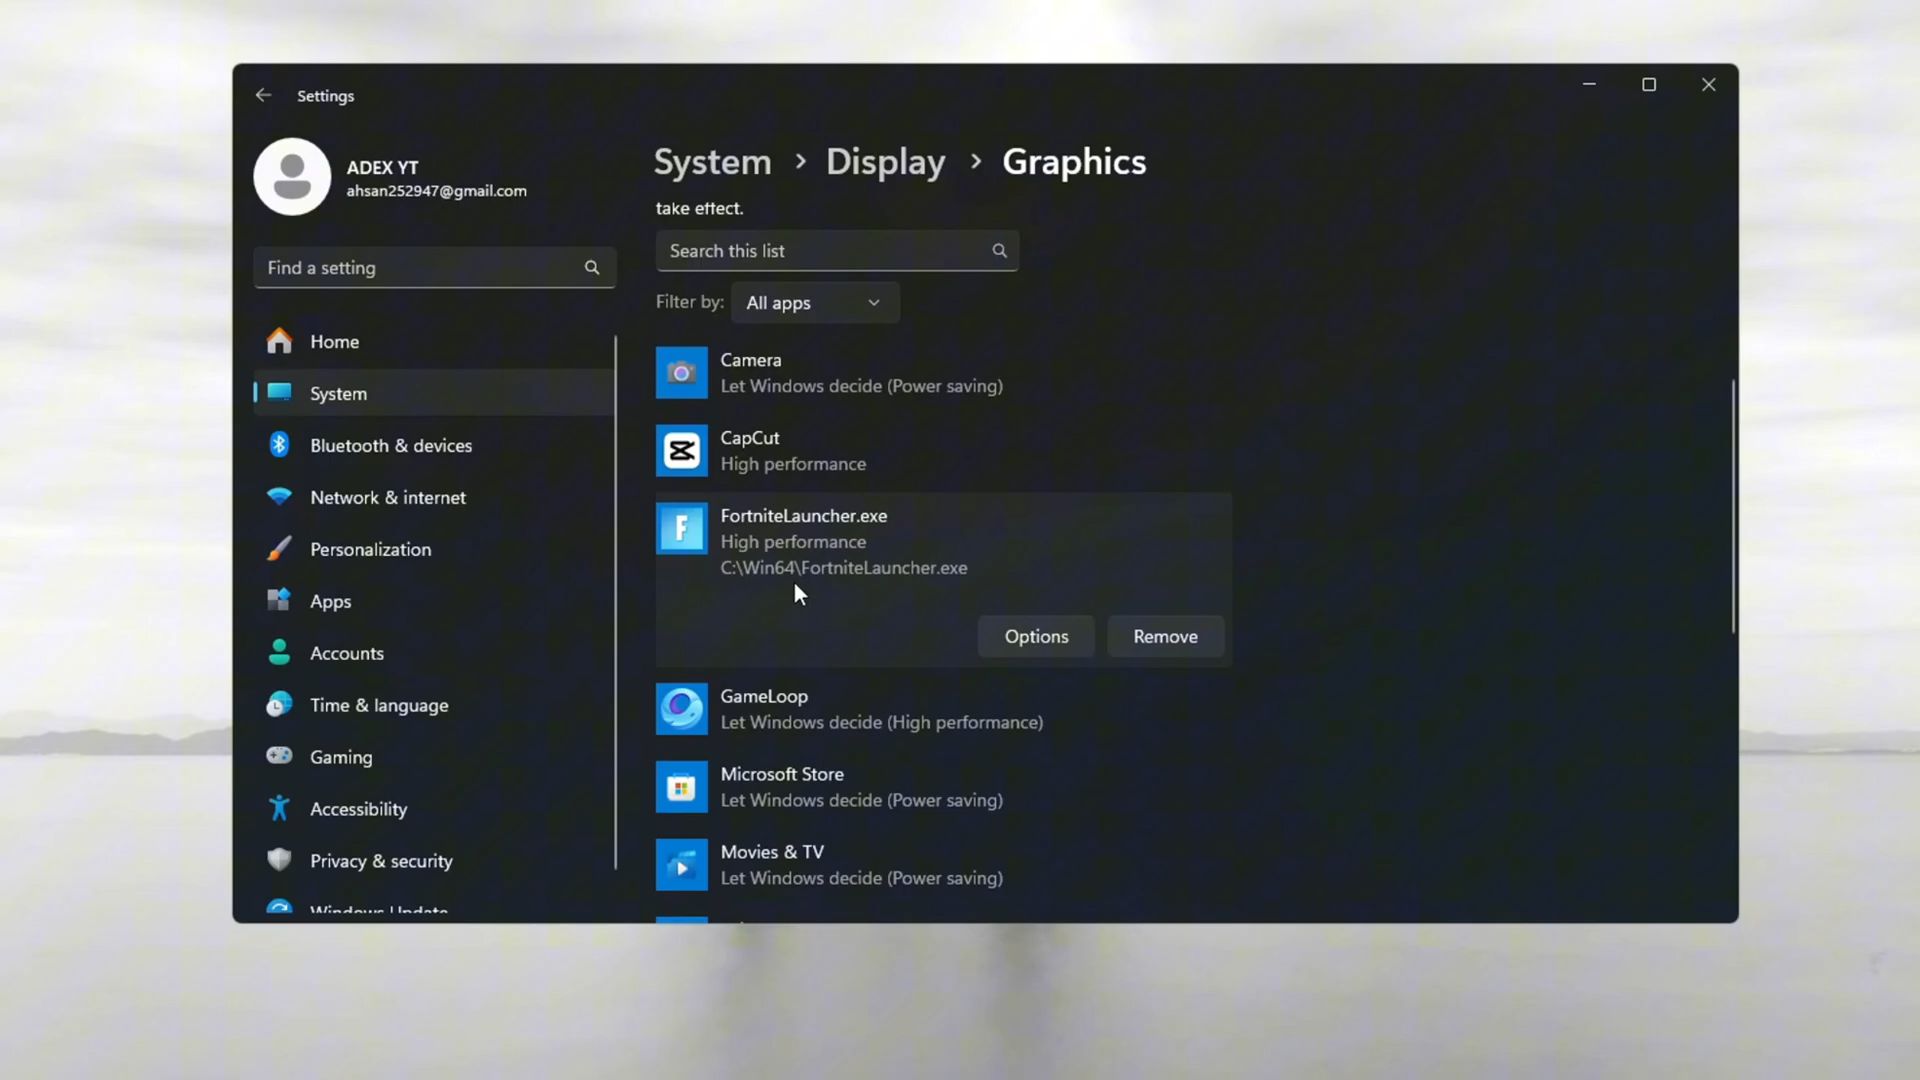 Settings
ADEX YT
ahsan252947@gmail.com
Find a setting
Home
System
Bluetooth & devices
Network & internet
Personalization
Apps
Accounts
Time & language
Gaming
Accessibility
Privacy & security
Windows Update
System > Display > Graphics
take effect.
Search this list
Filter by: All apps
Camera
Let Windows decide (Power saving)
CapCut
High performance
F
FortniteLauncher.exe
High performance
C:\Win64\FortniteLauncher.exe
Options Remove
GameLoop
Let Windows decide (High performance)
Microsoft Store
Let Windows decide (Power saving)
Movies & TV
Let Windows decide (Power saving)